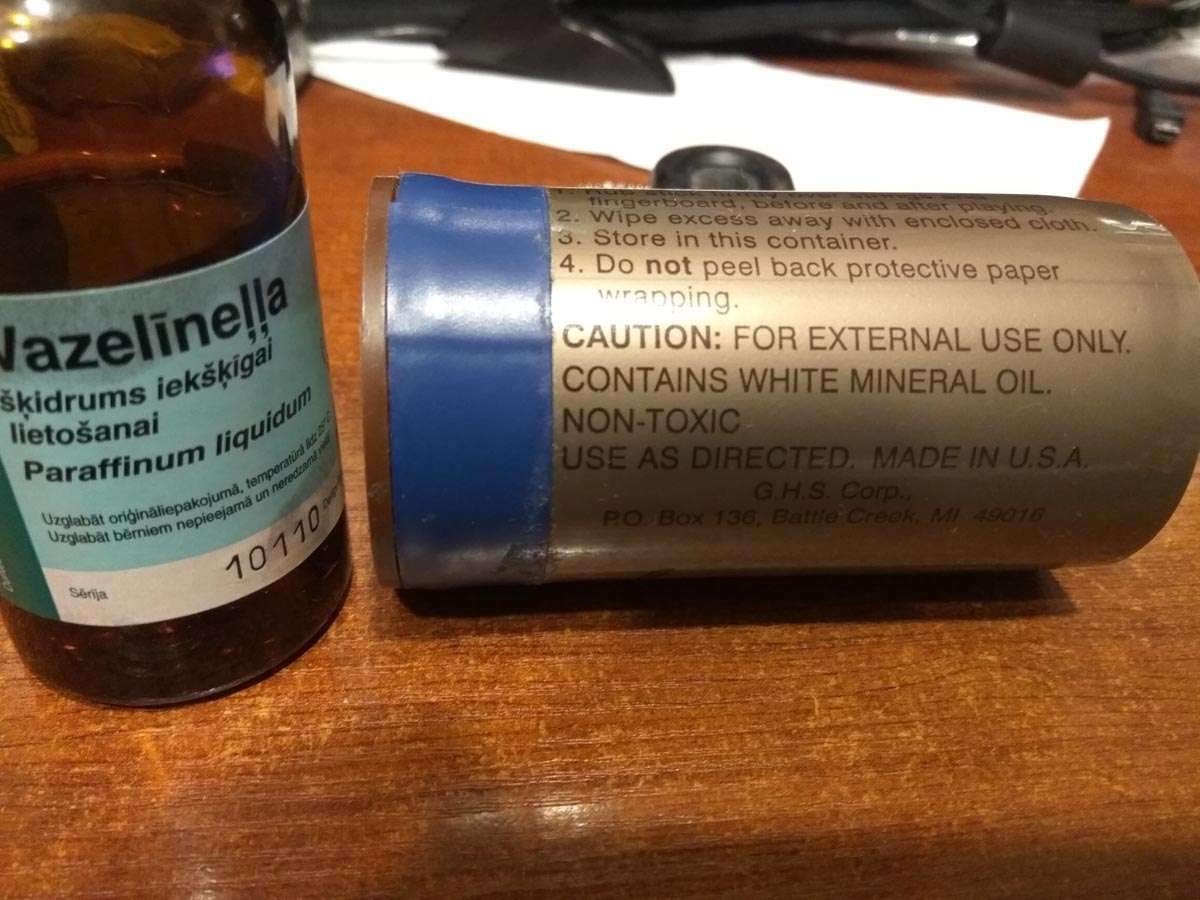 Vazelīneļļa
šķidrums iekšķīgai
lietošanai
Paraffinum liquidum
Uzglabāt oriģināliepakojumā, temperatūrā līdz 25°C
Uzglabāt bērniem nepieejamā un neredzamā vietā
10110
Sērija
fingerboard, before and after playing.
2. Wipe excess away with enclosed cloth.
3. Store in this container.
4. Do not peel back protective paper
wrapping.
CAUTION: FOR EXTERNAL USE ONLY.
CONTAINS WHITE MINERAL OIL.
NON-TOXIC
USE AS DIRECTED. MADE IN U.S.A.
G.H.S. Corp.,
P.O. Box 136, Battle Creek, MI 49016